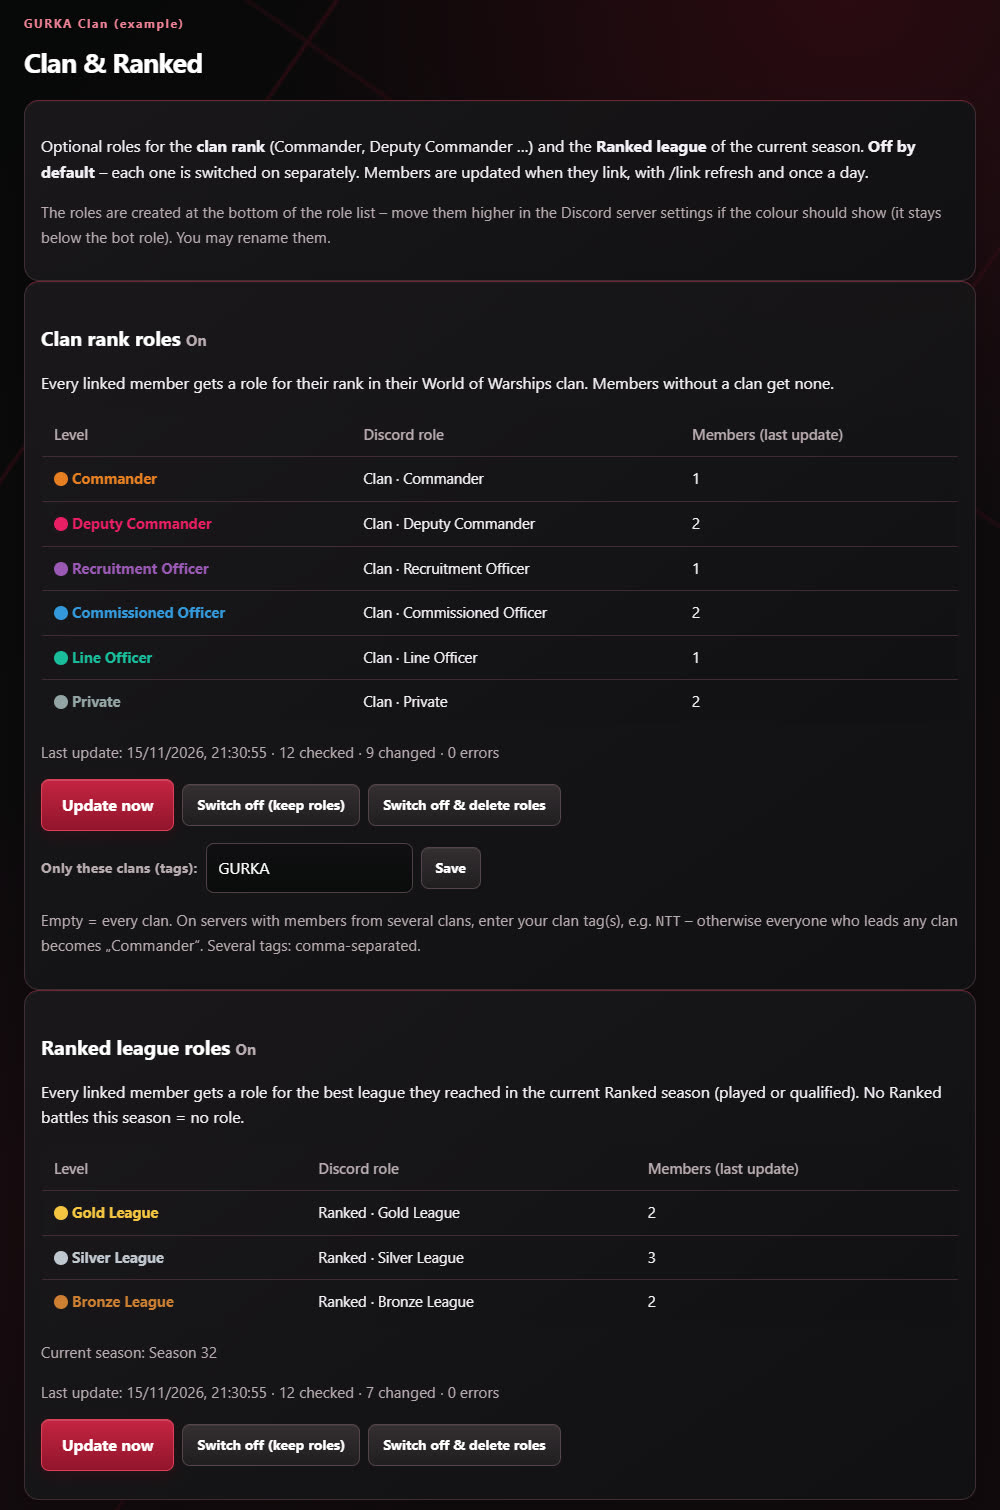 GURKA Clan (example)
Clan & Ranked
Optional roles for the clan rank (Commander, Deputy Commander ...) and the Ranked league of the current season. Off by
default – each one is switched on separately. Members are updated when they link, with /link refresh and once a day.
The roles are created at the bottom of the role list – move them higher in the Discord server settings if the colour should show (it stays
below the bot role). You may rename them.
Clan rank roles On
Every linked member gets a role for their rank in their World of Warships clan. Members without a clan get none.
Level Discord role Members (last update)
Commander Clan · Commander 1
Deputy Commander Clan · Deputy Commander 2
Recruitment Officer Clan · Recruitment Officer 1
Commissioned Officer Clan · Commissioned Officer 2
Line Officer Clan · Line Officer 1
Private Clan · Private 2
Last update: 15/11/2026, 21:30:55 · 12 checked · 9 changed · 0 errors
Update now Switch off (keep roles) Switch off & delete roles
Only these clans (tags): GURKA Save
Empty = every clan. On servers with members from several clans, enter your clan tag(s), e.g. NTT – otherwise everyone who leads any clan
becomes „Commander“. Several tags: comma-separated.
Ranked league roles On
Every linked member gets a role for the best league they reached in the current Ranked season (played or qualified). No Ranked
battles this season = no role.
Level Discord role Members (last update)
Gold League Ranked · Gold League 2
Silver League Ranked · Silver League 3
Bronze League Ranked · Bronze League 2
Current season: Season 32
Last update: 15/11/2026, 21:30:55 · 12 checked · 7 changed · 0 errors
Update now Switch off (keep roles) Switch off & delete roles